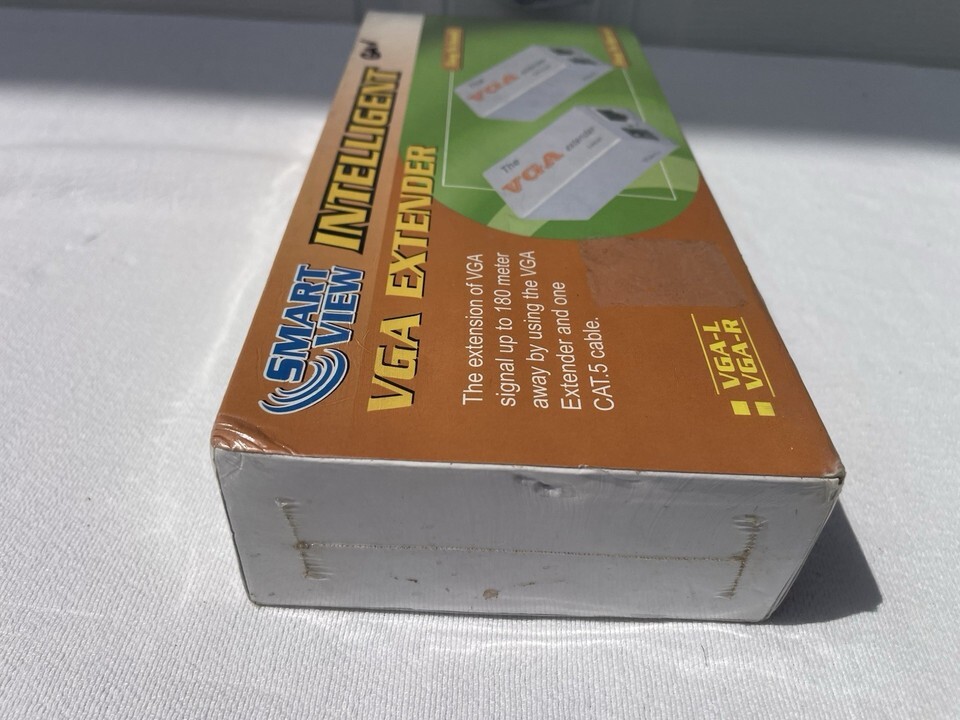 SMART
VIEW
INTELLIGENT
VGA EXTENDER
The extension of VGA
signal up to 180 meter
away by using the VGA
Extender and one
CAT.5 cable.
The
VGA
VGA
VGA-L
VGA-R